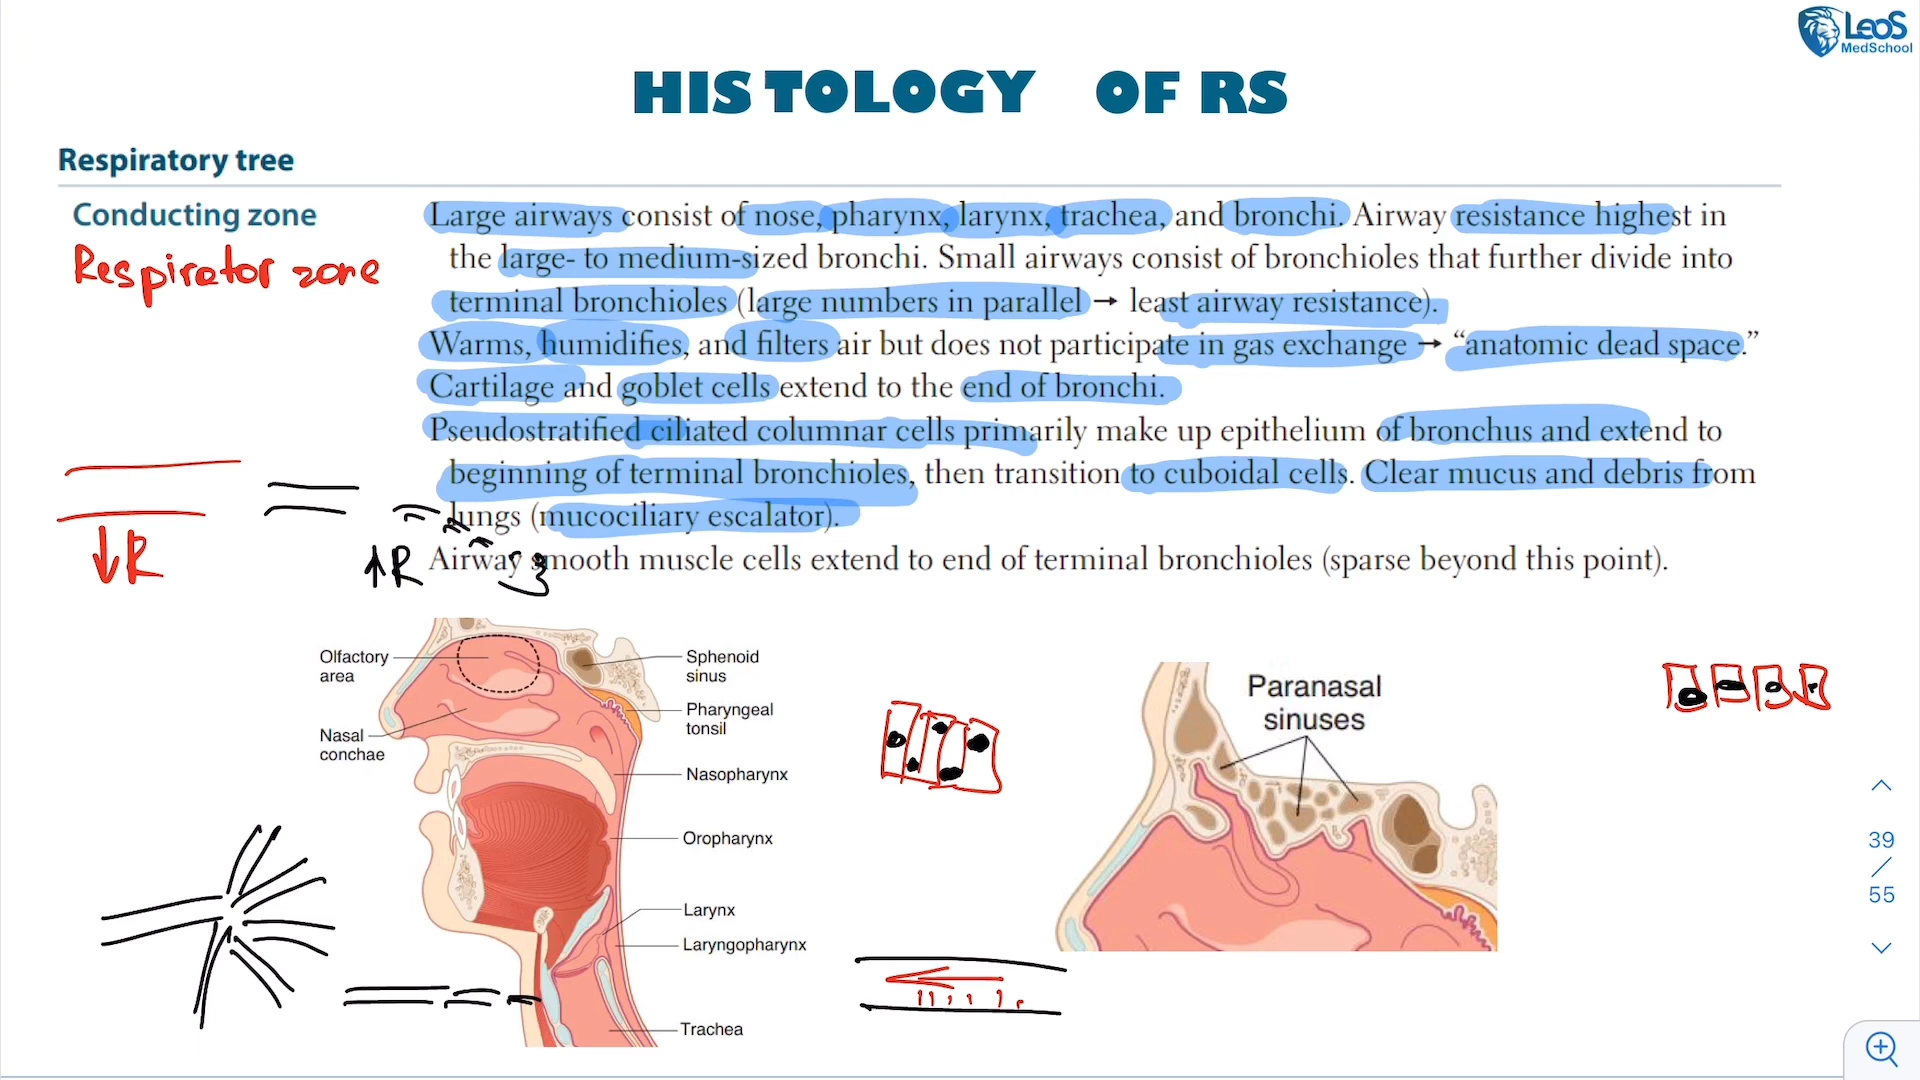 LeoS
MedSchool
HISTOLOGY OF RS
Respiratory tree
Conducting zone
Respirator zone
Large airways consist of nose, pharynx, larynx, trachea, and bronchi. Airway resistance highest in
the large- to medium-sized bronchi. Small airways consist of bronchioles that further divide into
terminal bronchioles (large numbers in parallel → least airway resistance).
Warms, humidifies, and filters air but does not participate in gas exchange → “anatomic dead space.”
Cartilage and goblet cells extend to the end of bronchi.
Pseudostratified ciliated columnar cells primarily make up epithelium of bronchus and extend to
beginning of terminal bronchioles, then transition to cuboidal cells. Clear mucus and debris from
lungs (mucociliary escalator).
Airway smooth muscle cells extend to end of terminal bronchioles (sparse beyond this point).
↓R
↑R
Olfactory
area
Nasal
conchae
Sphenoid
sinus
Pharyngeal
tonsil
Nasopharynx
Oropharynx
Larynx
Laryngopharynx
Trachea
Paranasal
sinuses
39
/
55